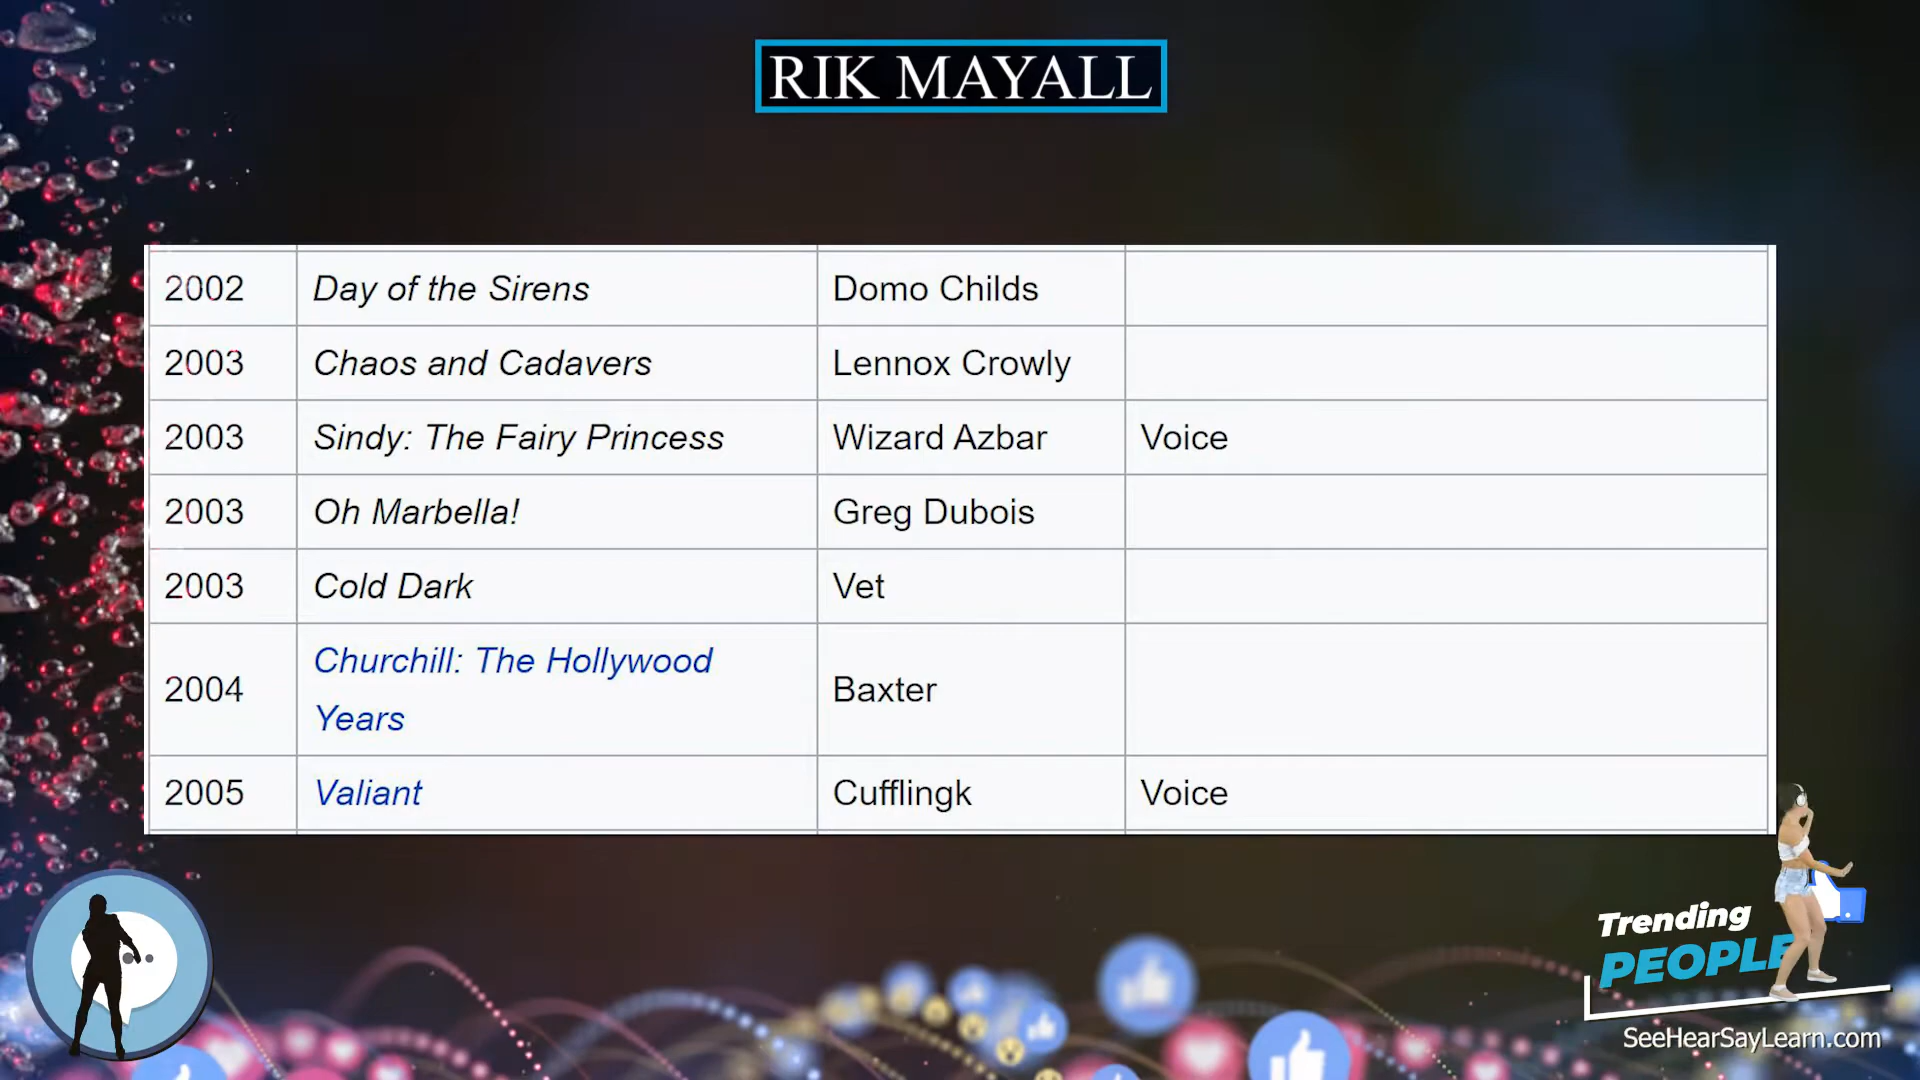 RIK MAYALL
2002 Day of the Sirens Domo Childs
2003 Chaos and Cadavers Lennox Crowly
2003 Sindy: The Fairy Princess Wizard Azbar Voice
2003 Oh Marbella! Greg Dubois
2003 Cold Dark Vet
2004 Churchill: The Hollywood Years Baxter
2005 Valiant Cufflingk Voice
Trending
PEOPLE
SeeHearSayLearn.com